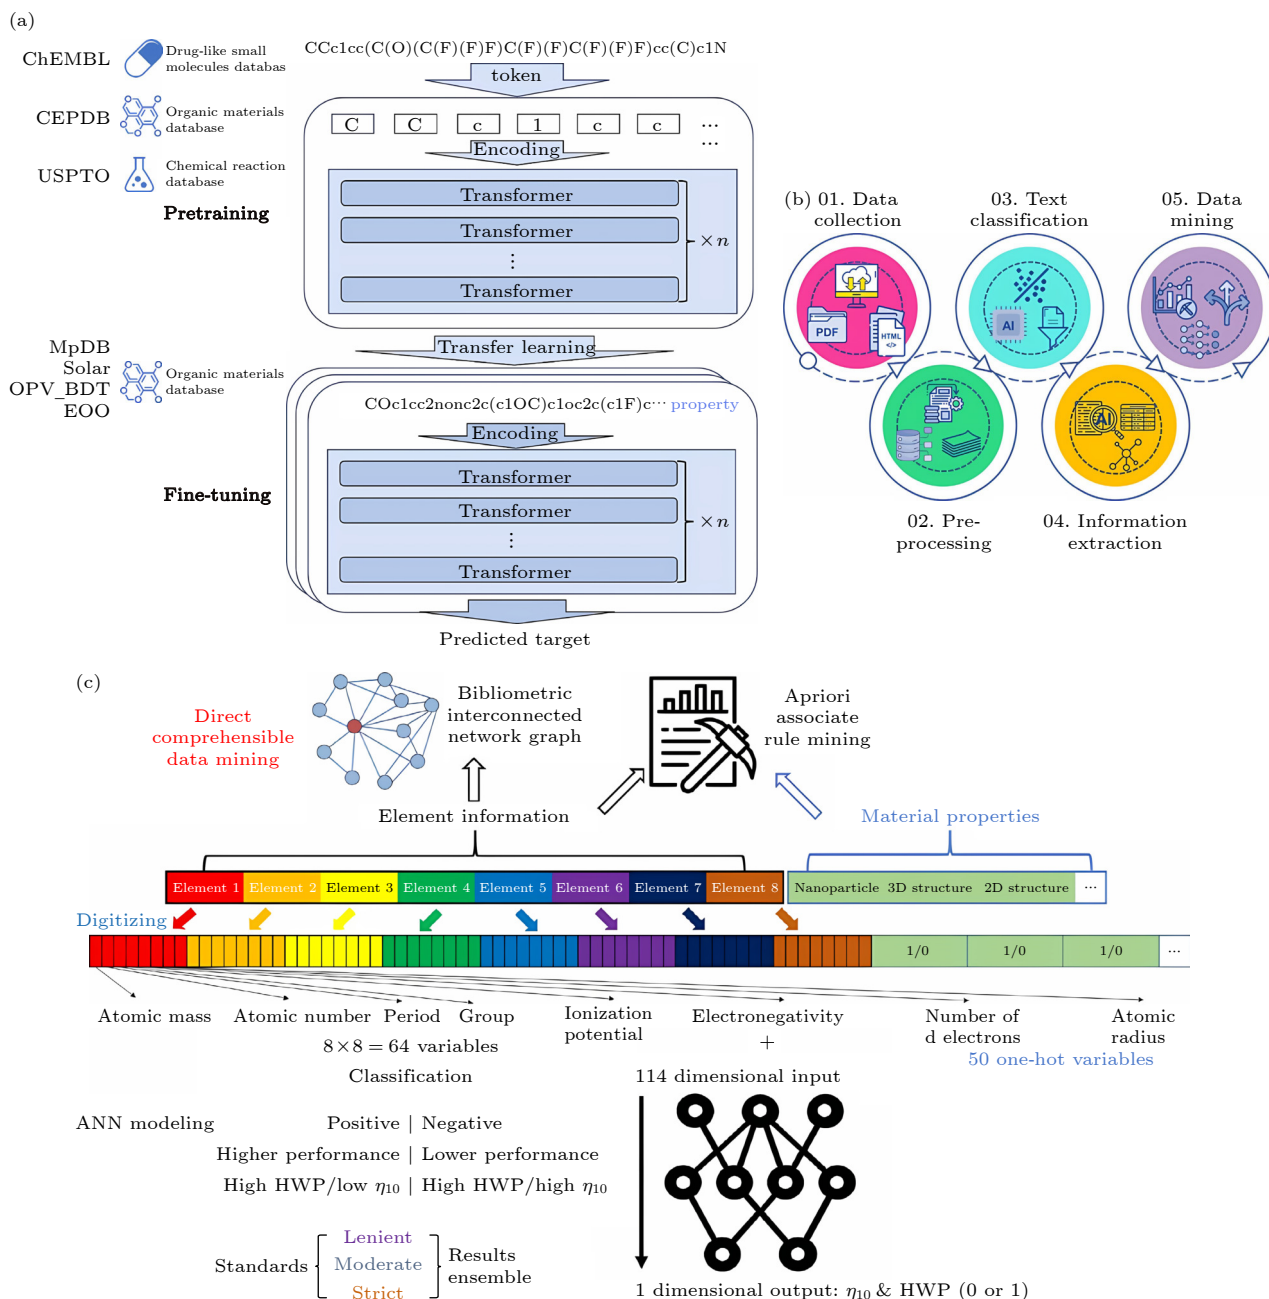 (a)
ChEMBL
Drug-like small
molecules databas
CEPDB
Organic materials
database
USPTO
Chemical reaction
database
Pretraining
CCc1cc(C(O)(C(F)(F)F)C(F)(F)C(F)(F)F)cc(C)c1N
token
C C c 1 c c ...
...
Encoding
Transformer
Transformer
⋮
Transformer
× n
Transfer learning
MpDB
Solar
OPV_BDT
EOO
Organic materials
database
Fine-tuning
COc1cc2nonc2c(c1OC)c1oc2c(c1F)c··· property
Encoding
Transformer
Transformer
⋮
Transformer
× n
Predicted target
(b)
01. Data
collection
03. Text
classification
05. Data
mining
PDF
HTML
</>
AI
AI
02. Pre-
processing
04. Information
extraction
(c)
Direct
comprehensible
data mining
Bibliometric
interconnected
network graph
Apriori
associate
rule mining
Element information
Material properties
Element 1 Element 2 Element 3 Element 4 Element 5 Element 6 Element 7 Element 8 Nanoparticle 3D structure 2D structure ...
Digitizing
1/0 1/0 1/0 ...
Atomic mass
Atomic number
Period
Group
Ionization
potential
Electronegativity
Number of
d electrons
Atomic
radius
8×8 = 64 variables
+
50 one-hot variables
Classification
114 dimensional input
ANN modeling
Positive | Negative
Higher performance | Lower performance
High HWP/low η10 | High HWP/high η10
Standards
Lenient
Moderate
Strict
Results
ensemble
1 dimensional output: η10 & HWP (0 or 1)